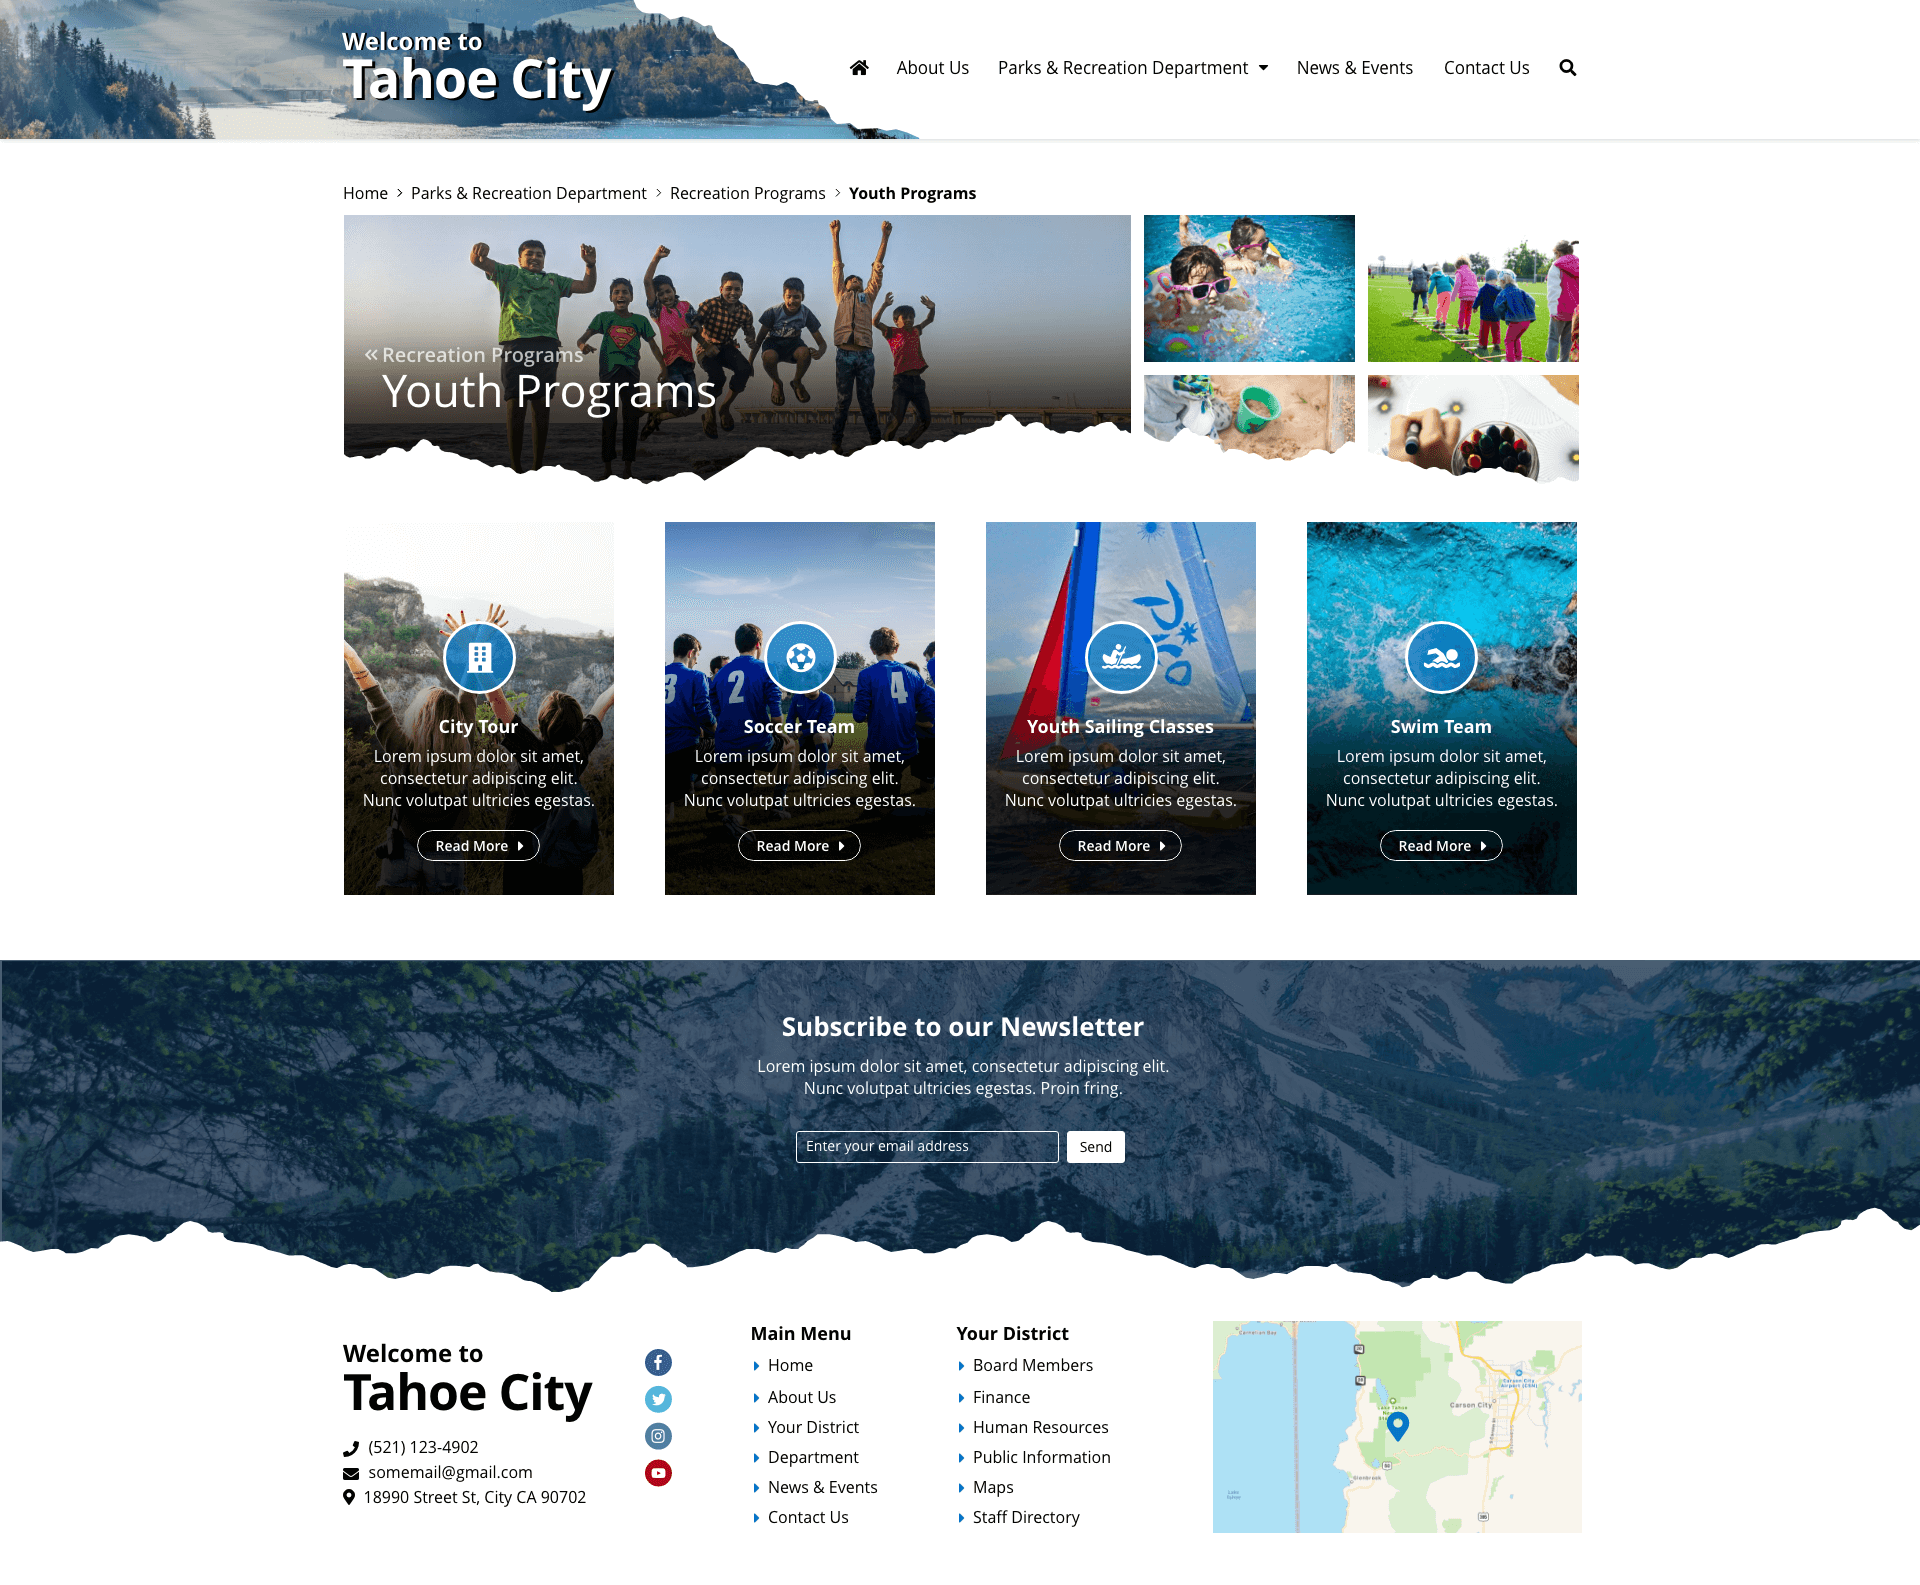 Welcome to
Tahoe City
About Us
Parks & Recreation Department
News & Events
Contact Us
Home > Parks & Recreation Department > Recreation Programs > Youth Programs
« Recreation Programs
Youth Programs
2
4
City Tour
Lorem ipsum dolor sit amet,
consectetur adipiscing elit.
Nunc volutpat ultricies egestas.
Read More
Soccer Team
Lorem ipsum dolor sit amet,
consectetur adipiscing elit.
Nunc volutpat ultricies egestas.
Read More
Youth Sailing Classes
Lorem ipsum dolor sit amet,
consectetur adipiscing elit.
Nunc volutpat ultricies egestas.
Read More
Swim Team
Lorem ipsum dolor sit amet,
consectetur adipiscing elit.
Nunc volutpat ultricies egestas.
Read More
Subscribe to our Newsletter
Lorem ipsum dolor sit amet, consectetur adipiscing elit.
Nunc volutpat ultricies egestas. Proin fring.
Enter your email address
Send
Welcome to
Tahoe City
(521) 123-4902
somemail@gmail.com
18990 Street St, City CA 90702
Main Menu
Home
About Us
Your District
Department
News & Events
Contact Us
Your District
Board Members
Finance
Human Resources
Public Information
Maps
Staff Directory
Carson City
Glenbrook